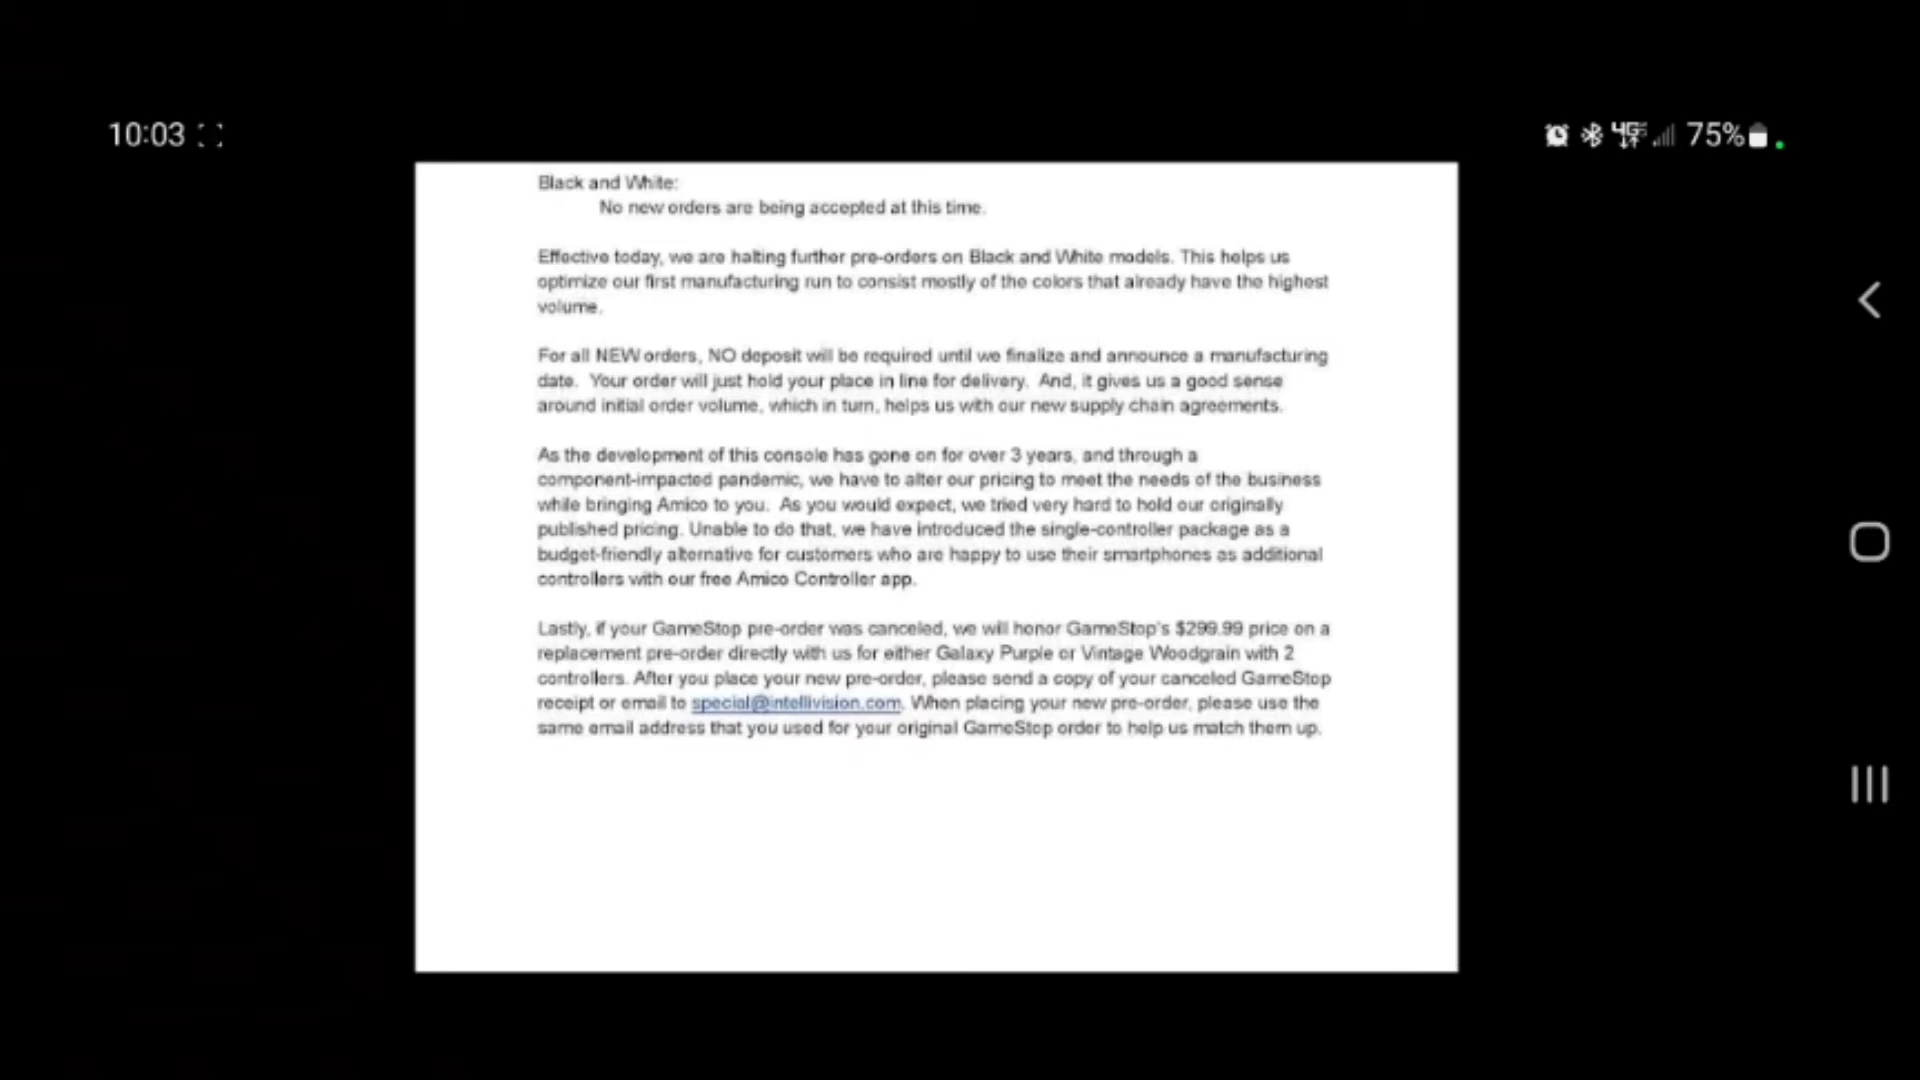 10:03
4G 75%
Black and White:
No new orders are being accepted at this time.
Effective today, we are halting further pre-orders on Black and White models. This helps us
optimize our first manufacturing run to consist mostly of the colors that already have the highest
volume.
For all NEW orders, NO deposit will be required until we finalize and announce a manufacturing
date. Your order will just hold your place in line for delivery. And, it gives us a good sense
around initial order volume, which in turn, helps us with our new supply chain agreements.
As the development of this console has gone on for over 3 years, and through a
component-impacted pandemic, we have to alter our pricing to meet the needs of the business
while bringing Amico to you. As you would expect, we tried very hard to hold our originally
published pricing. Unable to do that, we have introduced the single-controller package as a
budget-friendly alternative for customers who are happy to use their smartphones as additional
controllers with our free Amico Controller app.
Lastly, if your GameStop pre-order was canceled, we will honor GameStop's $299.99 price on a
replacement pre-order directly with us for either Galaxy Purple or Vintage Woodgrain with 2
controllers. After you place your new pre-order, please send a copy of your canceled GameStop
receipt or email to special@intellivision.com. When placing your new pre-order, please use the
same email address that you used for your original GameStop order to help us match them up.